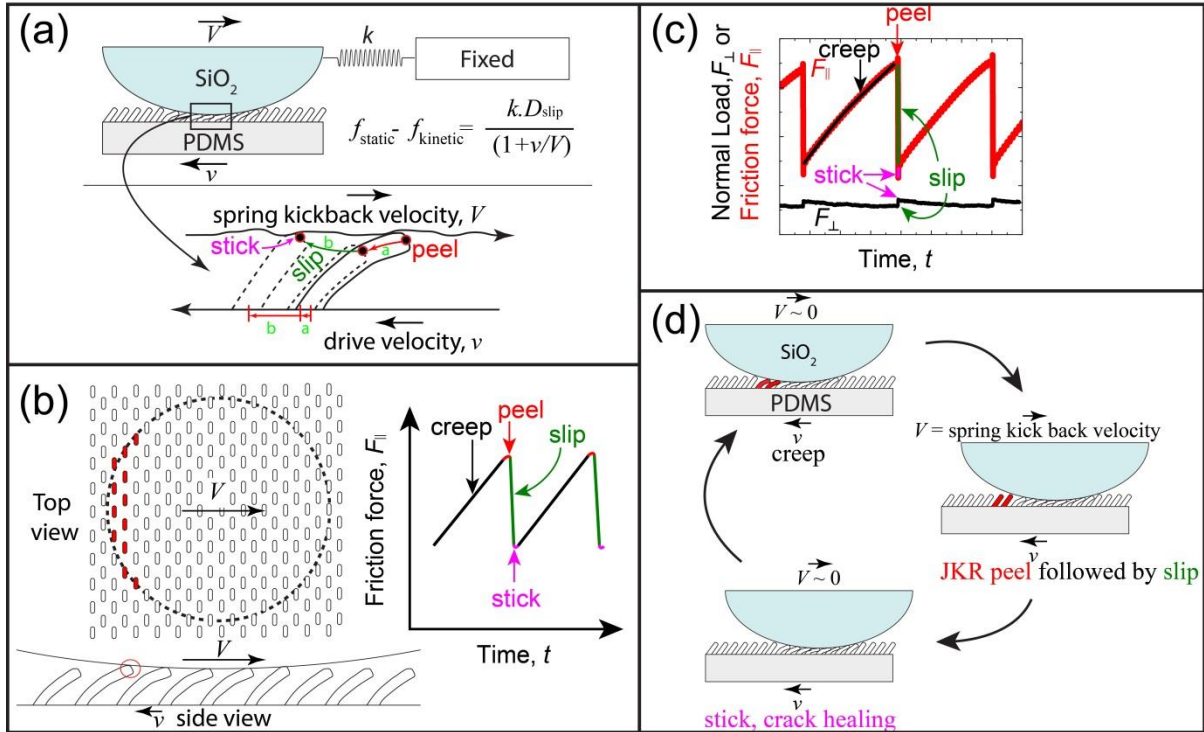 (a)
V
k
Fixed
SiO2
PDMS
v
fstatic - fkinetic = k.Dslip
(1+v/V)
spring kickback velocity, V
stick
b
a
peel
slip
b
a
drive velocity, v
(b)
Top
view
V
V
v side view
peel
creep
slip
Friction force, F∥
stick
Time, t
(c)
peel
creep
F∥
Normal Load, F⊥ or
Friction force, F∥
stick
slip
F⊥
Time, t
(d)
V ~ 0
SiO2
PDMS
v
creep
V = spring kick back velocity
v
JKR peel followed by slip
V ~ 0
v
stick, crack healing